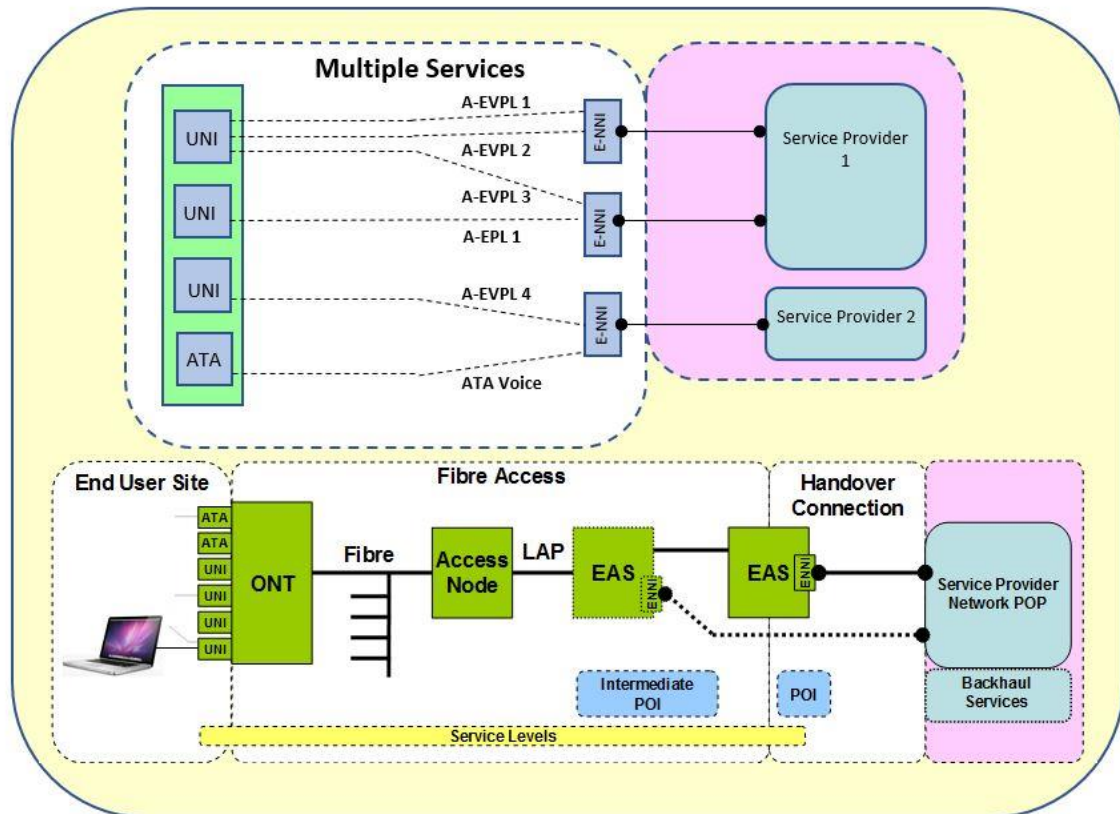 Multiple Services
A-EVPL 1
UNI
E-NNI
Service Provider
1
A-EVPL 2
A-EVPL 3
UNI
E-NNI
A-EPL 1
UNI
A-EVPL 4
E-NNI
Service Provider 2
ATA
ATA Voice
End User Site
Fibre Access
Handover
Connection
ATA
ATA
UNI
UNI
UNI
UNI
ONT
Fibre
Access
Node
LAP
EAS
ENNI
EAS
ENNI
Service Provider
Network POP
Intermediate
POI
POI
Backhaul
Services
Service Levels